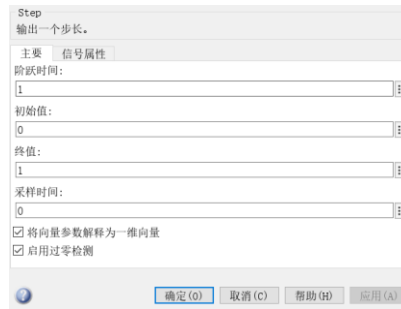 Step
输出一个步长。
主要 信号属性
阶跃时间:
1
初始值:
0
终值:
1
采样时间:
0
将向量参数解释为一维向量
启用过零检测
确定(O) 取消(C) 帮助(H) 应用(A)